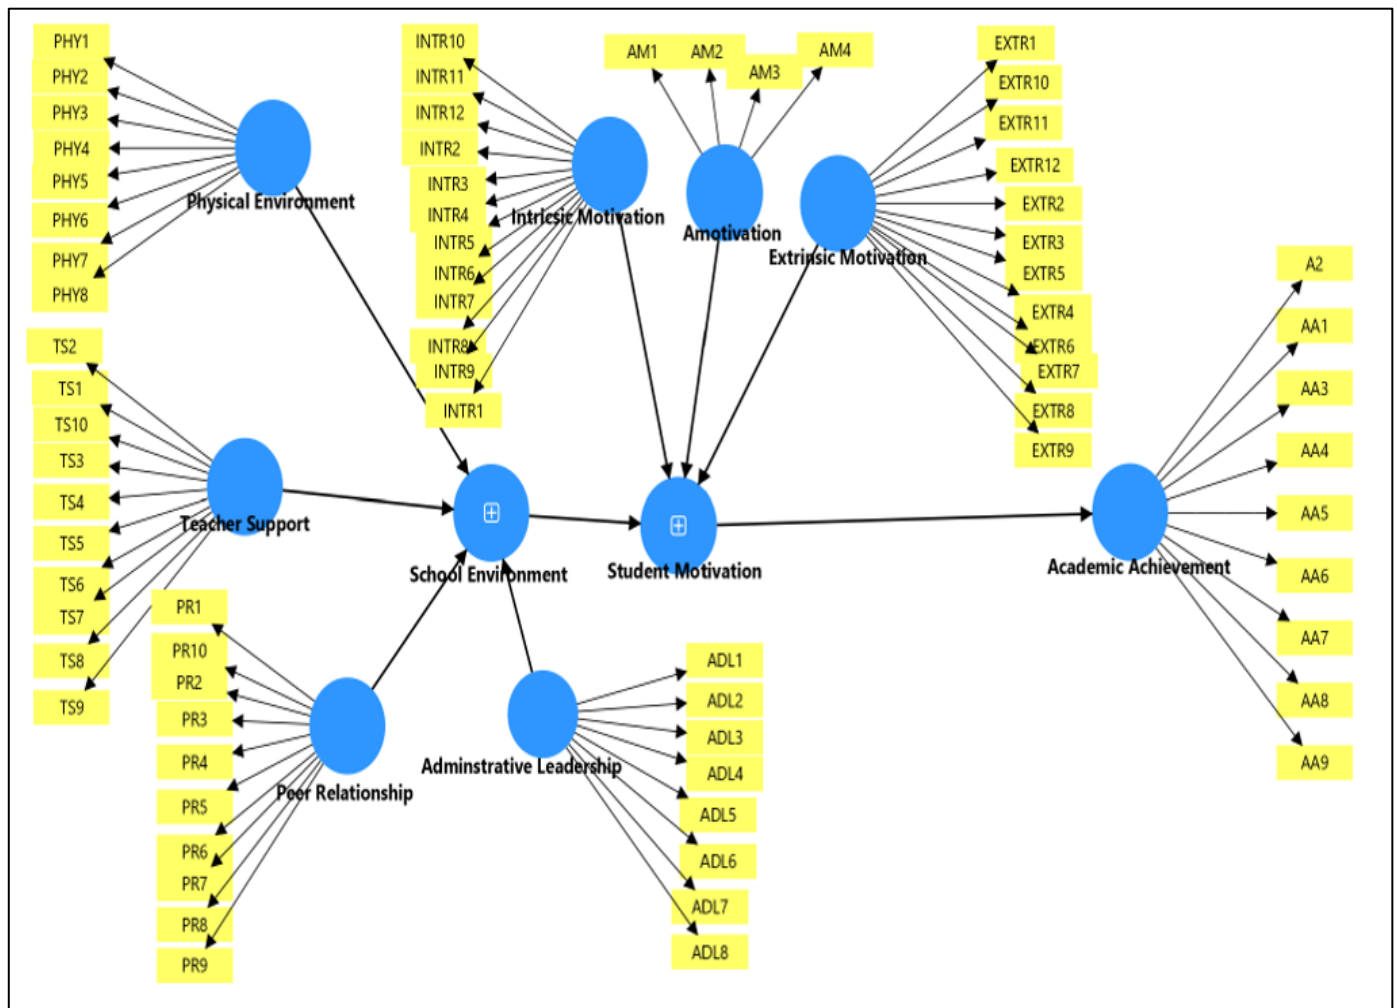 PHY1
PHY2
PHY3
PHY4
PHY5
PHY6
PHY7
PHY8
Physical Environment
INTR10
INTR11
INTR12
INTR2
INTR3
INTR4
INTR5
INTR6
INTR7
INTR8
INTR9
INTR1
Intricsic Motivation
AM1
AM2
AM3
AM4
Amotivation
EXTR1
EXTR10
EXTR11
EXTR12
EXTR2
EXTR3
EXTR5
EXTR4
EXTR6
EXTR7
EXTR8
EXTR9
Extrinsic Motivation
TS2
TS1
TS10
TS3
TS4
TS5
TS6
TS7
TS8
TS9
Teacher Support
School Environment
Student Motivation
Academic Achievement
A2
AA1
AA3
AA4
AA5
AA6
AA7
AA8
AA9
PR1
PR10
PR2
PR3
PR4
PR5
PR6
PR7
PR8
PR9
Peer Relationship
Adminstrative Leadership
ADL1
ADL2
ADL3
ADL4
ADL5
ADL6
ADL7
ADL8